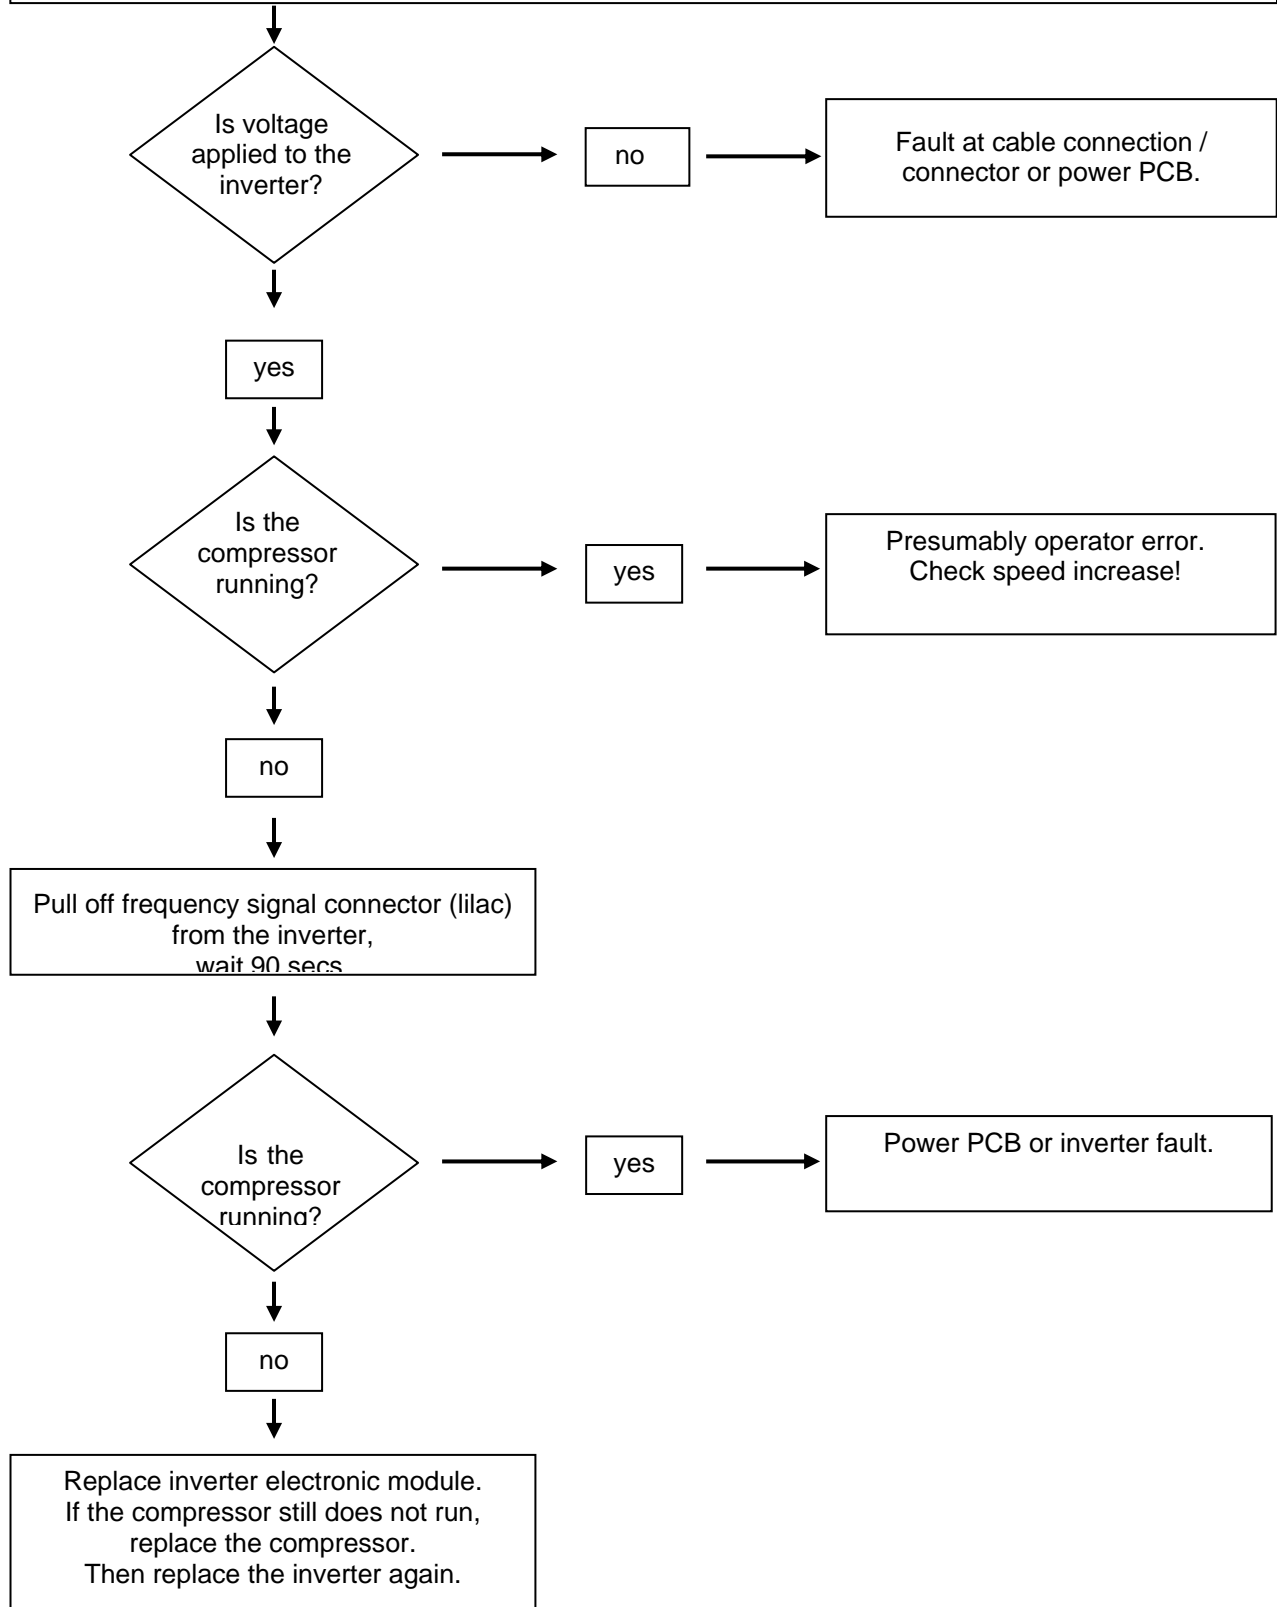 Is voltage
applied to the
inverter?
no
Fault at cable connection /
connector or power PCB.
yes
Is the
compressor
running?
yes
Presumably operator error.
Check speed increase!
no
Pull off frequency signal connector (lilac)
from the inverter,
wait 90 secs
Is the
compressor
running?
yes
Power PCB or inverter fault.
no
Replace inverter electronic module.
If the compressor still does not run,
replace the compressor.
Then replace the inverter again.